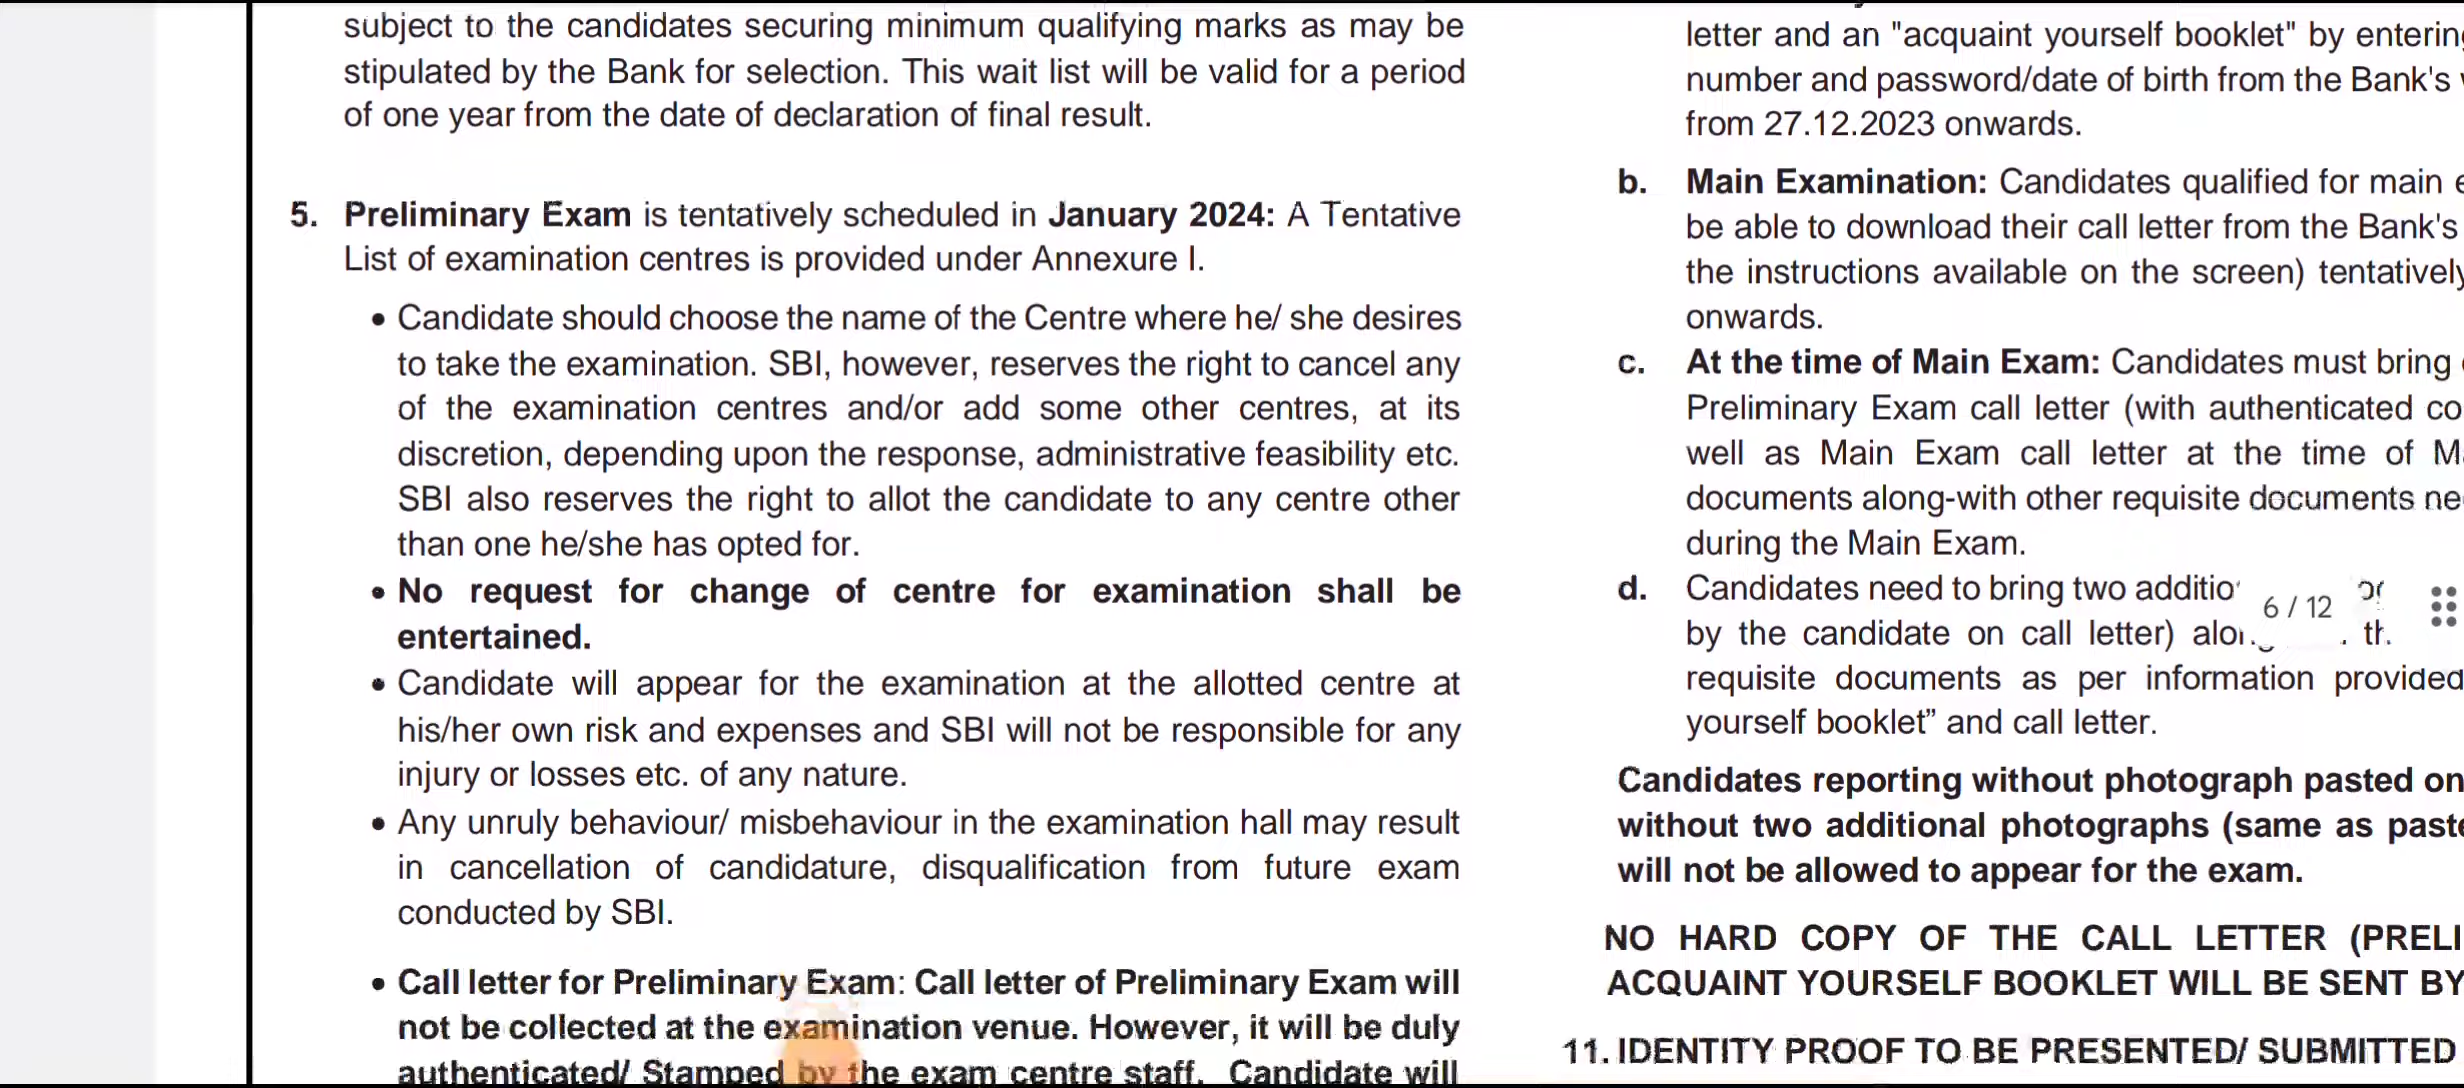 subject to the candidates securing minimum qualifying marks as may be
stipulated by the Bank for selection. This wait list will be valid for a period
of one year from the date of declaration of final result.
5. Preliminary Exam is tentatively scheduled in January 2024: A Tentative
List of examination centres is provided under Annexure I.
• Candidate should choose the name of the Centre where he/ she desires
to take the examination. SBI, however, reserves the right to cancel any
of the examination centres and/or add some other centres, at its
discretion, depending upon the response, administrative feasibility etc.
SBI also reserves the right to allot the candidate to any centre other
than one he/she has opted for.
• No request for change of centre for examination shall be
entertained.
• Candidate will appear for the examination at the allotted centre at
his/her own risk and expenses and SBI will not be responsible for any
injury or losses etc. of any nature.
• Any unruly behaviour/ misbehaviour in the examination hall may result
in cancellation of candidature, disqualification from future exam
conducted by SBI.
• Call letter for Preliminary Exam: Call letter of Preliminary Exam will
not be collected at the examination venue. However, it will be duly
authenticated/ Stamped by the exam centre staff. Candidate will
letter and an "acquaint yourself booklet" by entering
number and password/date of birth from the Bank's
from 27.12.2023 onwards.
b. Main Examination: Candidates qualified for main
be able to download their call letter from the Bank's
the instructions available on the screen) tentatively
onwards.
c. At the time of Main Exam: Candidates must bring
Preliminary Exam call letter (with authenticated
well as Main Exam call letter at the time of
documents along-with other requisite documents
during the Main Exam.
d. Candidates need to bring two
by the candidate on call letter)
requisite documents as per information provided
yourself booklet” and call letter.
6 / 12
Candidates reporting without photograph pasted on
without two additional photographs (same as
will not be allowed to appear for the exam.
NO HARD COPY OF THE CALL LETTER
ACQUAINT YOURSELF BOOKLET WILL BE SENT BY
11. IDENTITY PROOF TO BE PRESENTED/ SUBMITTED